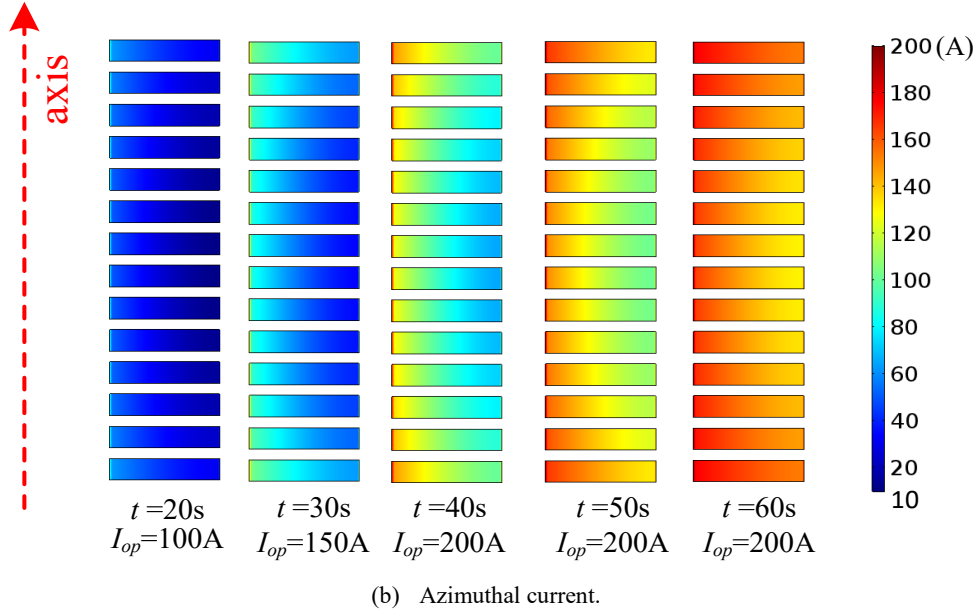 axis
200 (A)
180
160
140
120
100
80
60
40
20
10
t =20s
I_op=100A
t =30s
I_op=150A
t =40s
I_op=200A
t =50s
I_op=200A
t =60s
I_op=200A
(b) Azimuthal current.